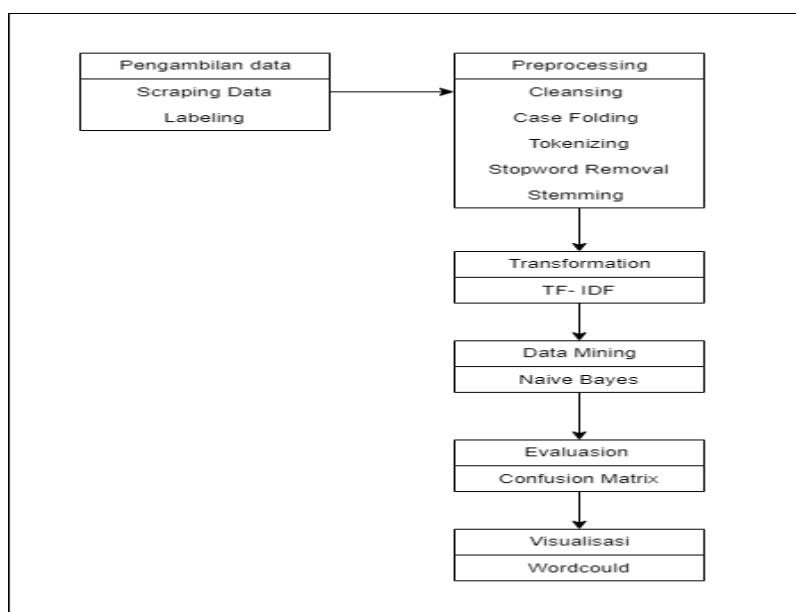 Pengambilan data
Scraping Data
Labeling
Preprocessing
Cleansing
Case Folding
Tokenizing
Stopword Removal
Stemming
Transformation
TF- IDF
Data Mining
Naive Bayes
Evaluasion
Confusion Matrix
Visualisasi
Wordcould